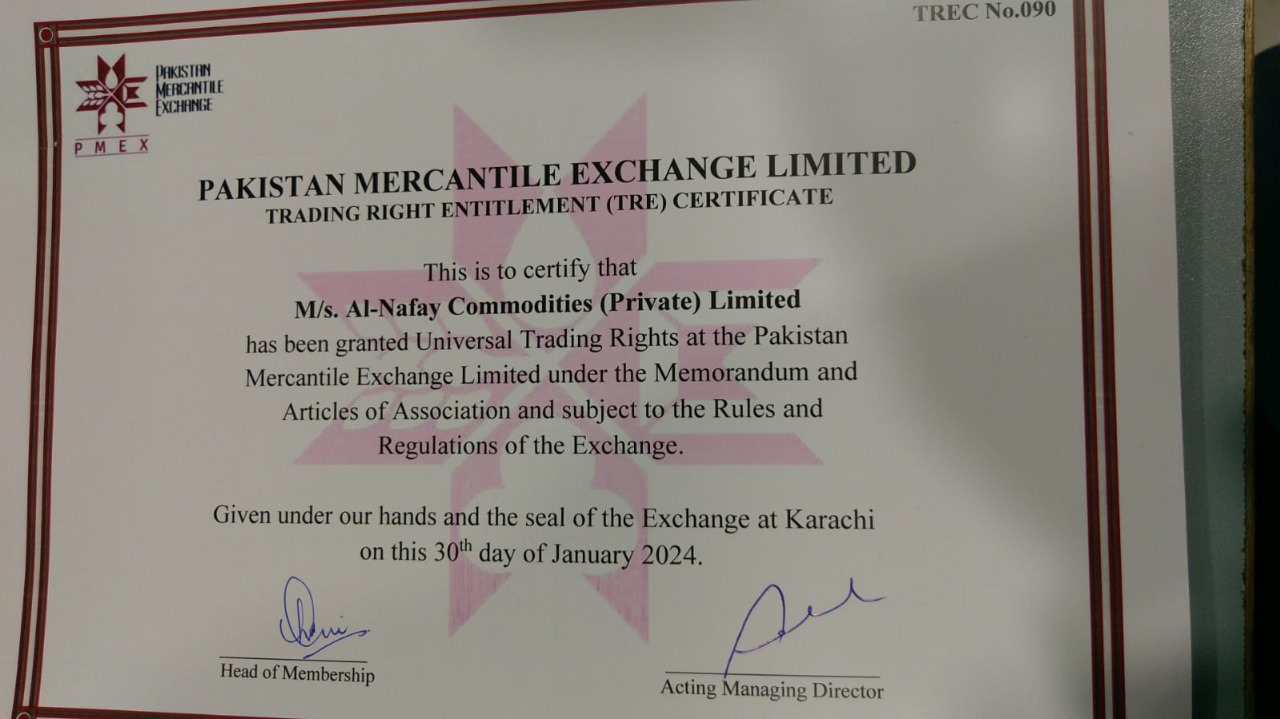 TREC No.090
PAKISTAN
MERCANTILE
EXCHANGE
PMEX
PAKISTAN MERCANTILE EXCHANGE LIMITED
TRADING RIGHT ENTITLEMENT (TRE) CERTIFICATE
This is to certify that
M/s. Al-Nafay Commodities (Private) Limited
has been granted Universal Trading Rights at the Pakistan
Mercantile Exchange Limited under the Memorandum and
Articles of Association and subject to the Rules and
Regulations of the Exchange.
Given under our hands and the seal of the Exchange at Karachi
on this 30th day of January 2024.
Head of Membership
Acting Managing Director